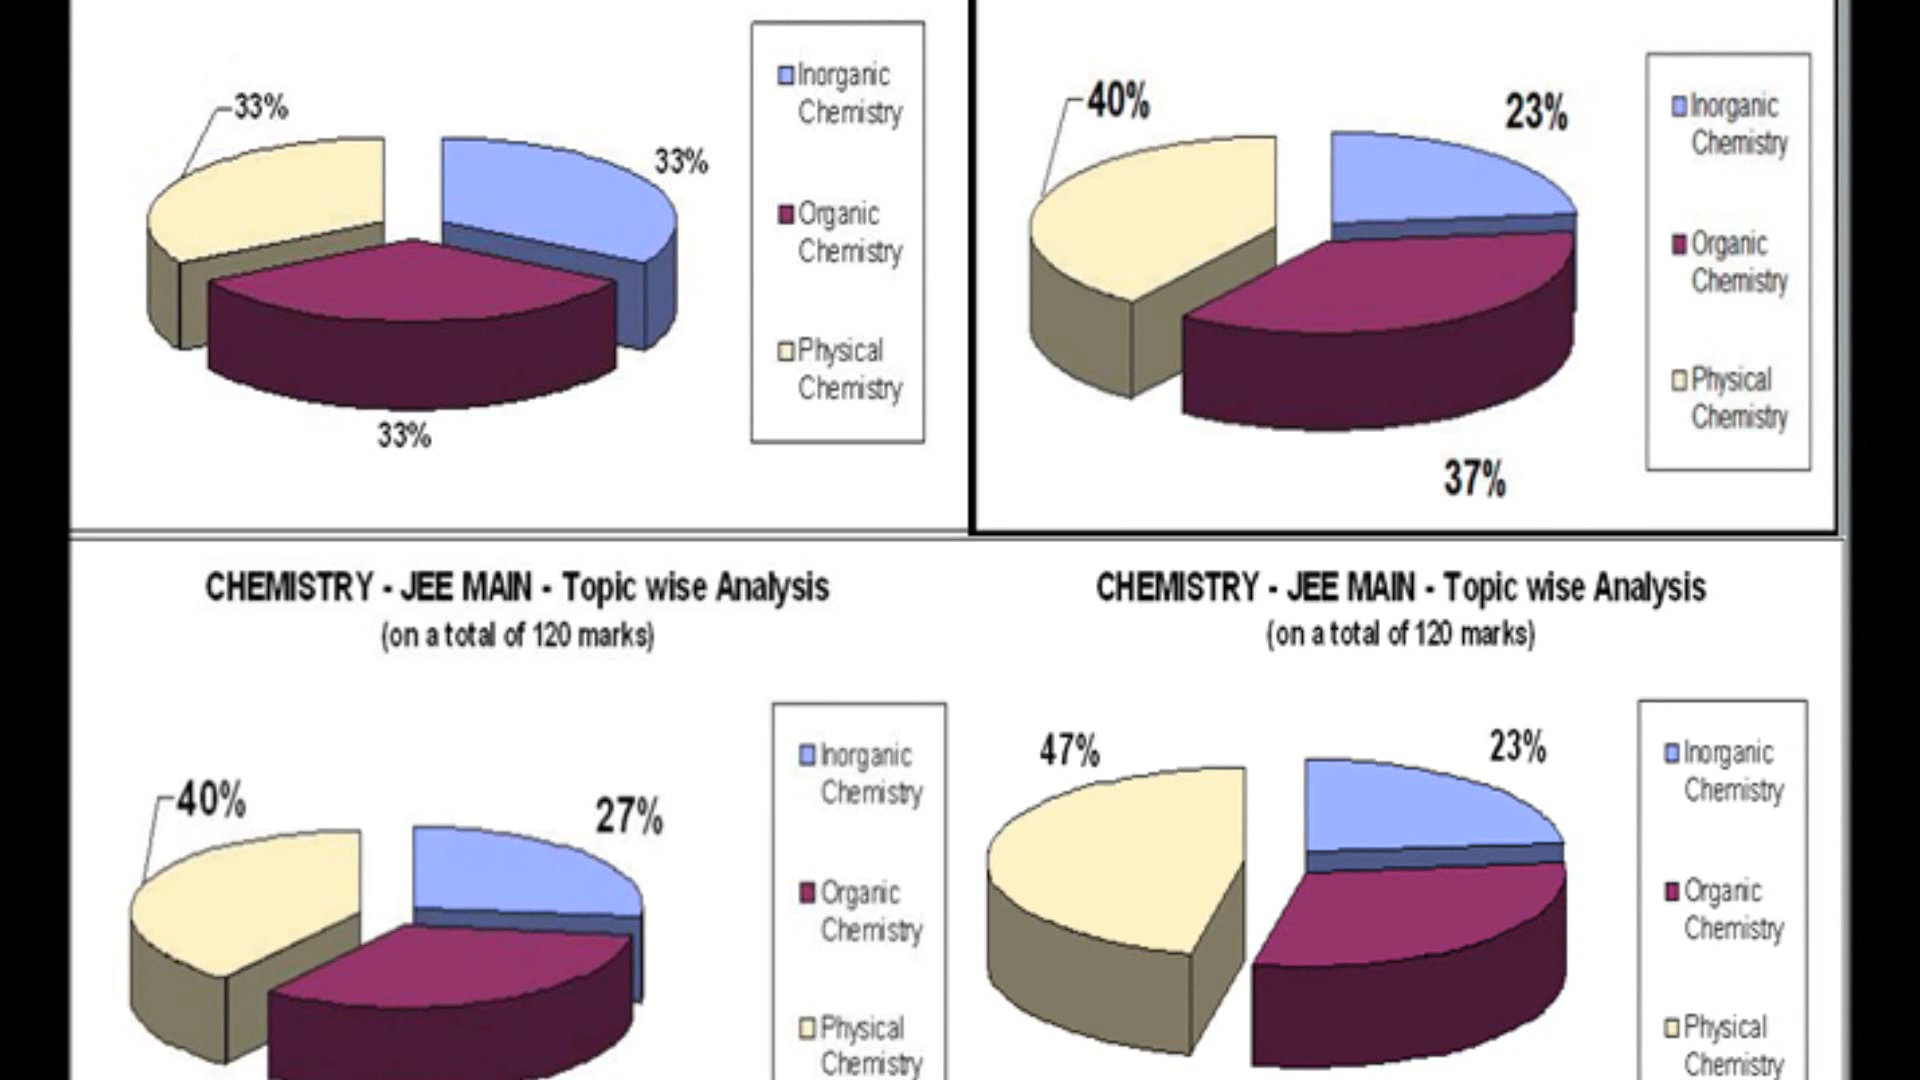 33%
33%
33%
Inorganic
Chemistry
Organic
Chemistry
Physical
Chemistry
40%
23%
37%
Inorganic
Chemistry
Organic
Chemistry
Physical
Chemistry
CHEMISTRY - JEE MAIN - Topic wise Analysis
(on a total of 120 marks)
40%
27%
Inorganic
Chemistry
Organic
Chemistry
Physical
Chemistry
CHEMISTRY - JEE MAIN - Topic wise Analysis
(on a total of 120 marks)
47%
23%
Inorganic
Chemistry
Organic
Chemistry
Physical
Chemistry